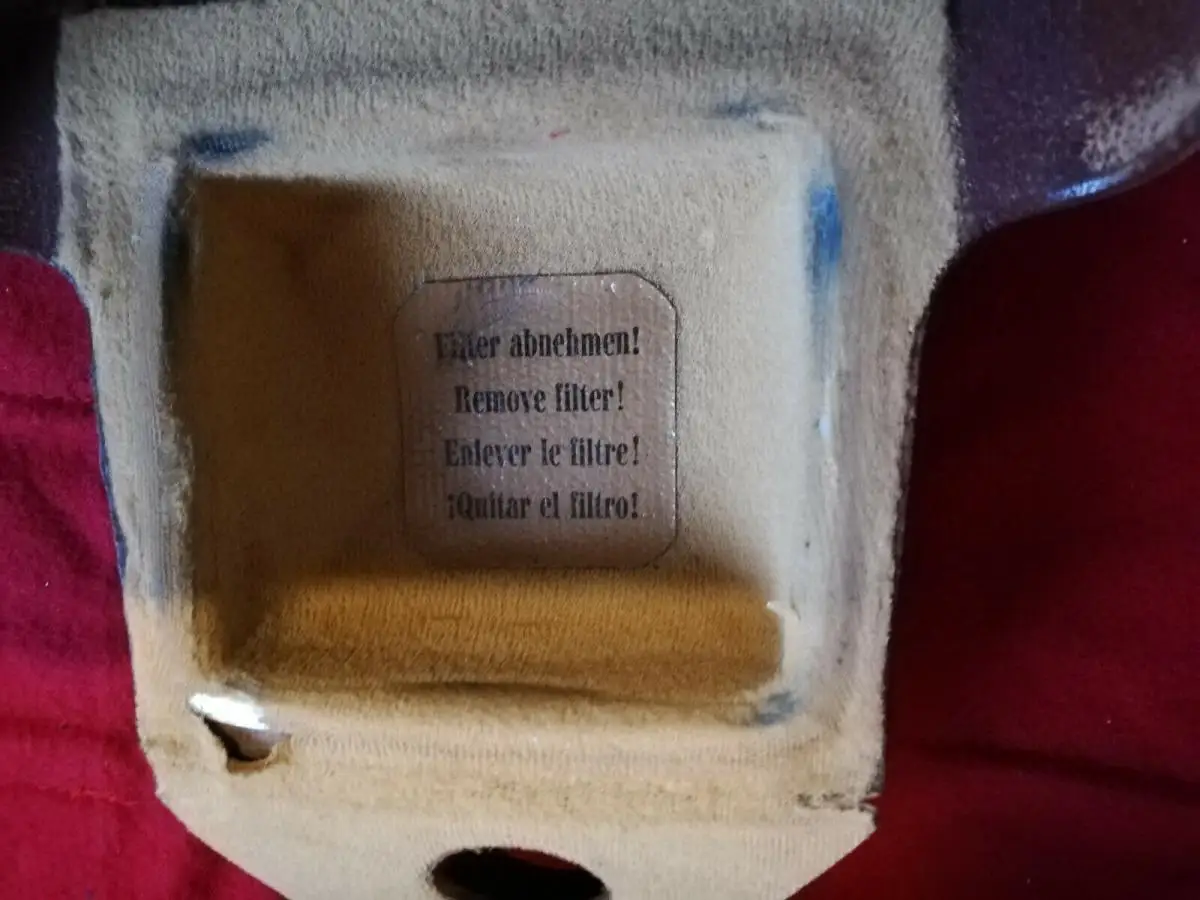 Filter abnehmen!
Remove filter!
Enlever le filtre!
¡Quitar el filtro!